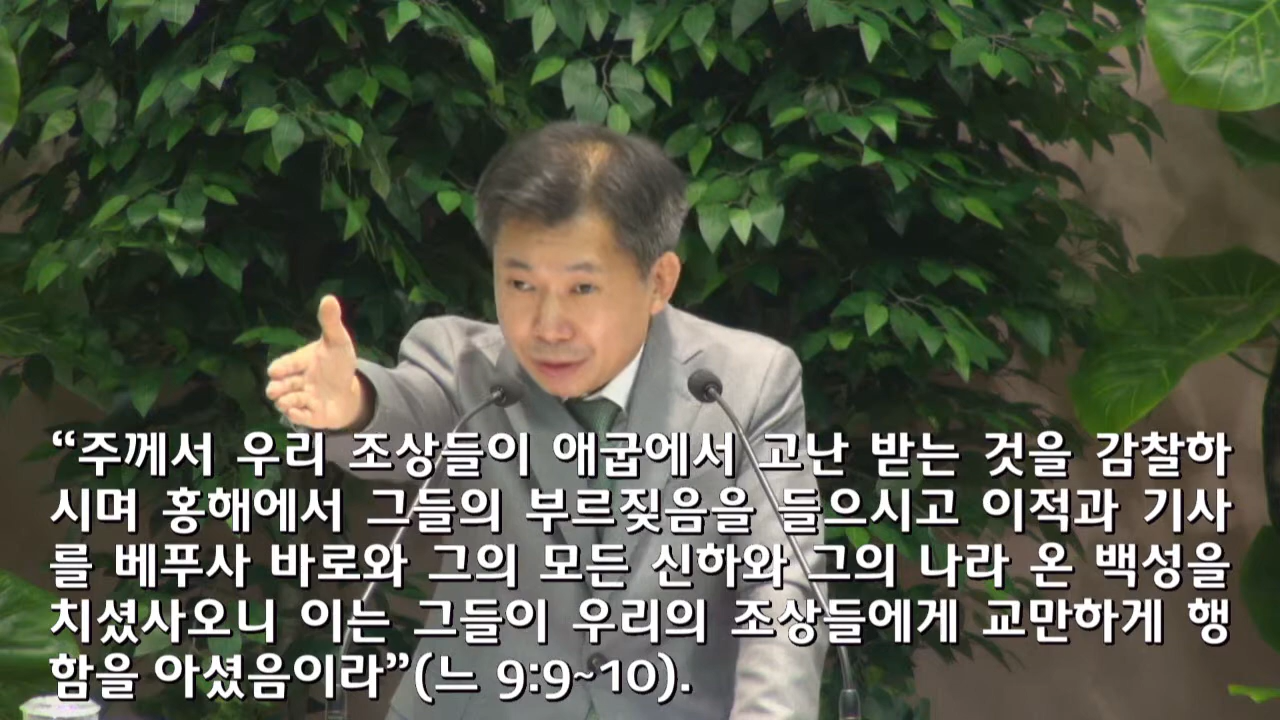 “주께서 우리 조상들이 애굽에서 고난 받는 것을 감찰하
시며 홍해에서 그들의 부르짖음을 들으시고 이적과 기사
를 베푸사 바로와 그의 모든 신하와 그의 나라 온 백성을
치셨사오니 이는 그들이 우리의 조상들에게 교만하게 행
함을 아셨음이라”(느 9:9~10).